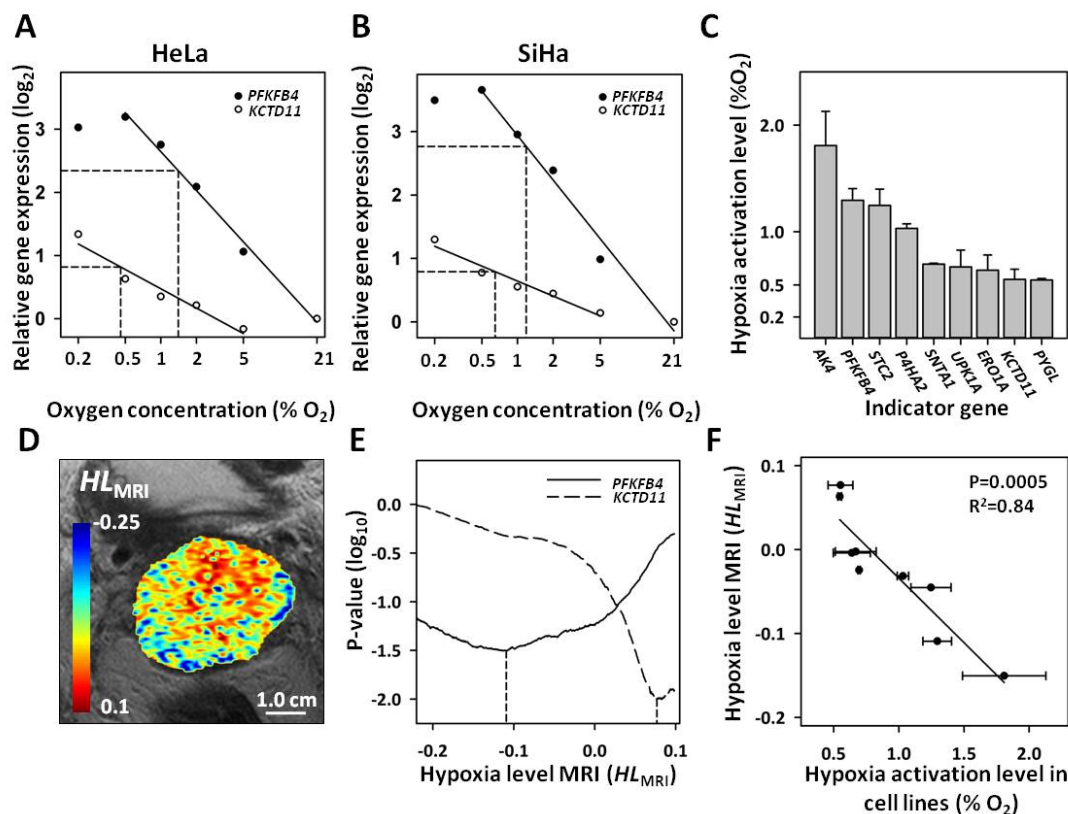 A
HeLa
Relative gene expression (log2)
3
2
1
0
PFKFB4
KCTD11
0.2 0.5 1 2 5 21
Oxygen concentration (% O2)
B
SiHa
Relative gene expression (log2)
4
3
2
1
0
PFKFB4
KCTD11
0.2 0.5 1 2 5 21
Oxygen concentration (% O2)
C
Hypoxia activation level (%O2)
2.0
1.0
0.5
0.2
AK4 PFKFB4 STC2 P4HA2 SNTA1 UPK1A ERO1A KCTD11 PYGL
Indicator gene
D
HLMRI
-0.25
0.1
1.0 cm
E
P-value (log10)
0.0
-0.5
-1.0
-1.5
-2.0
PFKFB4
KCTD11
-0.2 -0.1 0.0 0.1
Hypoxia level MRI (HLMRI)
F
Hypoxia level MRI (HLMRI)
0.1
0.0
-0.1
-0.2
P=0.0005
R2=0.84
0.5 1.0 1.5 2.0
Hypoxia activation level in
cell lines (% O2)